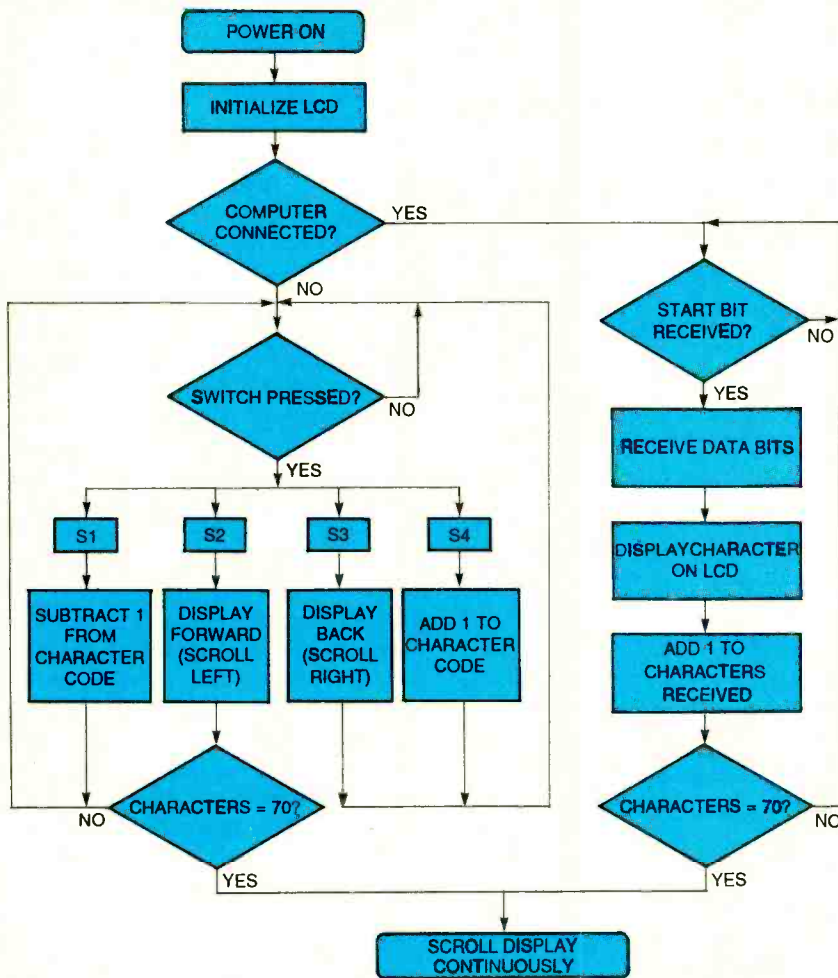 POWER ON
INITIALIZE LCD
COMPUTER
CONNECTED?
YES
NO
SWITCH PRESSED?
NO
YES
S1
S2
S3
S4
SUBTRACT 1
FROM
CHARACTER
CODE
DISPLAY
FORWARD
(SCROLL
LEFT)
DISPLAY
BACK
(SCROLL
RIGHT)
ADD 1 TO
CHARACTER
CODE
CHARACTERS = 70?
NO
YES
START BIT
RECEIVED?
NO
YES
RECEIVE DATA BITS
DISPLAY CHARACTER
ON LCD
ADD 1 TO
CHARACTERS
RECEIVED
CHARACTERS = 70?
NO
YES
SCROLL DISPLAY
CONTINUOUSLY